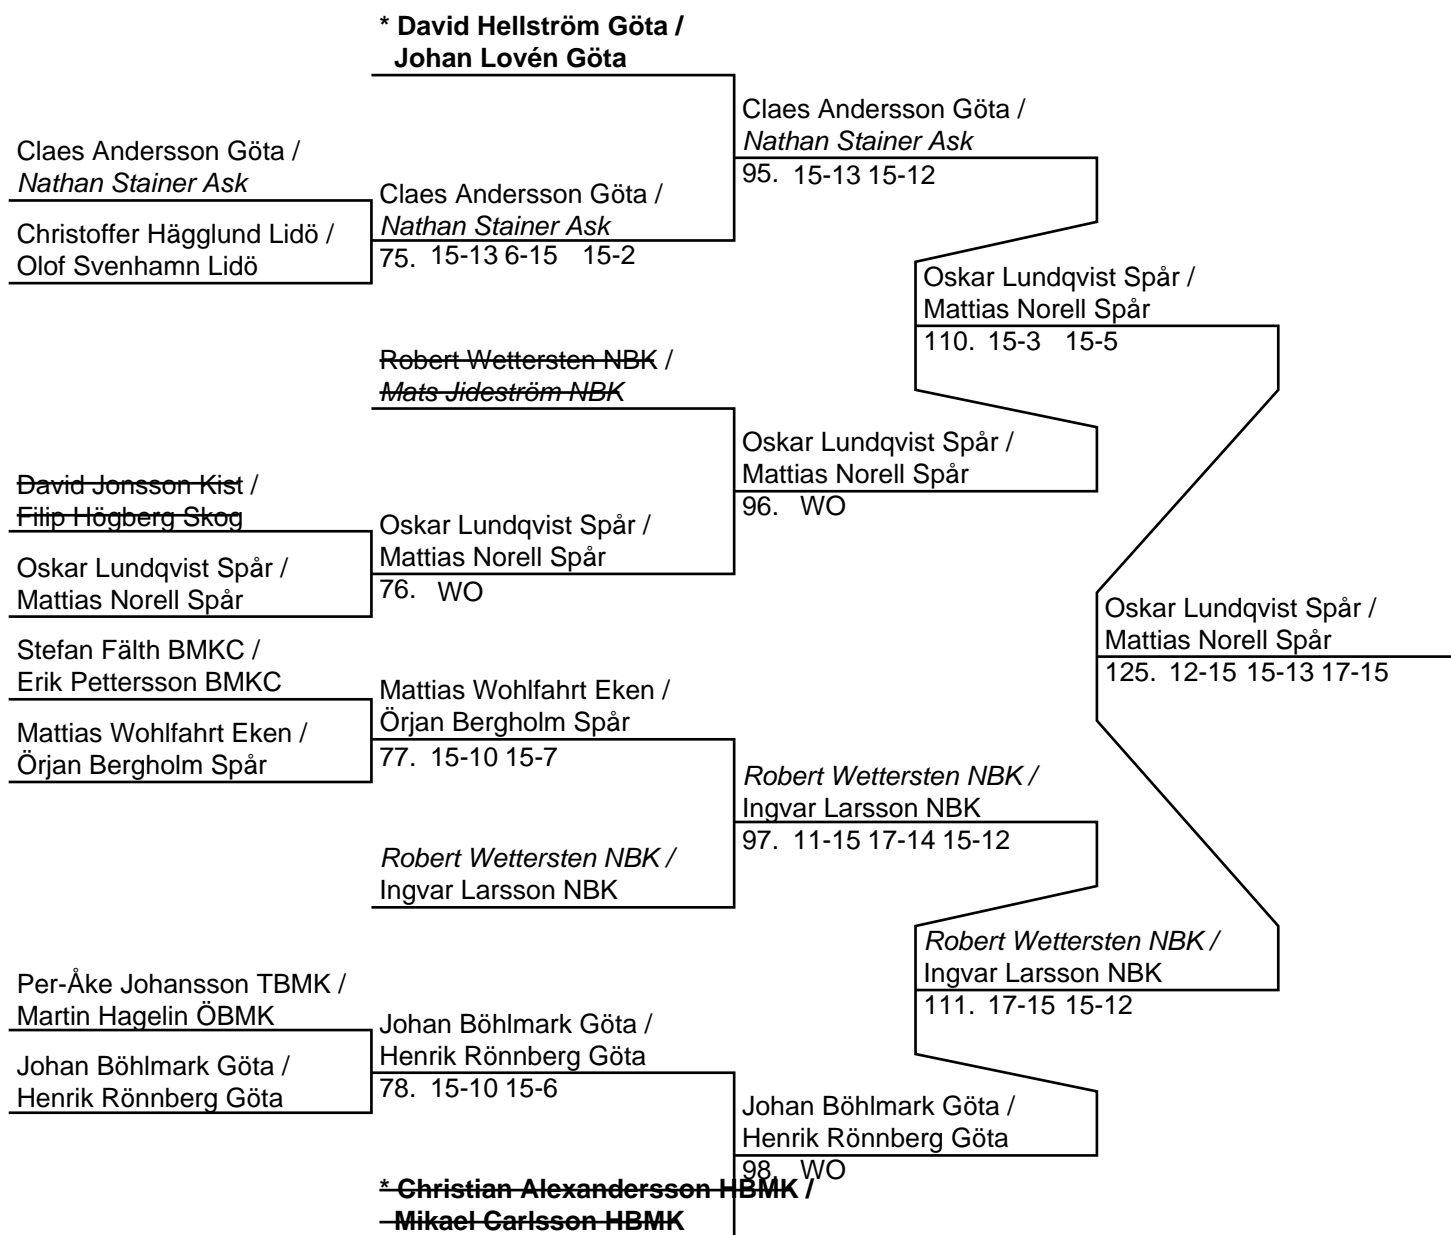 * David Hellström Göta /
Johan Lovén Göta
Claes Andersson Göta /
Nathan Stainer Ask
Christoffer Hägglund Lidö /
Olof Svenhamn Lidö
Claes Andersson Göta /
Nathan Stainer Ask
75. 15-13 6-15 15-2
Claes Andersson Göta /
Nathan Stainer Ask
95. 15-13 15-12
Robert Wettersten NBK /
Mats Jideström NBK
David Jonsson Kist /
Filip Högberg Skog
Oskar Lundqvist Spår /
Mattias Norell Spår
Oskar Lundqvist Spår /
Mattias Norell Spår
76. WO
Oskar Lundqvist Spår /
Mattias Norell Spår
96. WO
Oskar Lundqvist Spår /
Mattias Norell Spår
110. 15-3 15-5
Stefan Fälth BMKC /
Erik Pettersson BMKC
Mattias Wohlfahrt Eken /
Örjan Bergholm Spår
Mattias Wohlfahrt Eken /
Örjan Bergholm Spår
77. 15-10 15-7
Robert Wettersten NBK /
Ingvar Larsson NBK
Robert Wettersten NBK /
Ingvar Larsson NBK
97. 11-15 17-14 15-12
Per-Åke Johansson TBMK /
Martin Hagelin ÖBMK
Johan Böhlmark Göta /
Henrik Rönnberg Göta
Johan Böhlmark Göta /
Henrik Rönnberg Göta
78. 15-10 15-6
* Christian Alexandersson HBMK /
Mikael Carlsson HBMK
Johan Böhlmark Göta /
Henrik Rönnberg Göta
98. WO
Robert Wettersten NBK /
Ingvar Larsson NBK
111. 17-15 15-12
Oskar Lundqvist Spår /
Mattias Norell Spår
125. 12-15 15-13 17-15